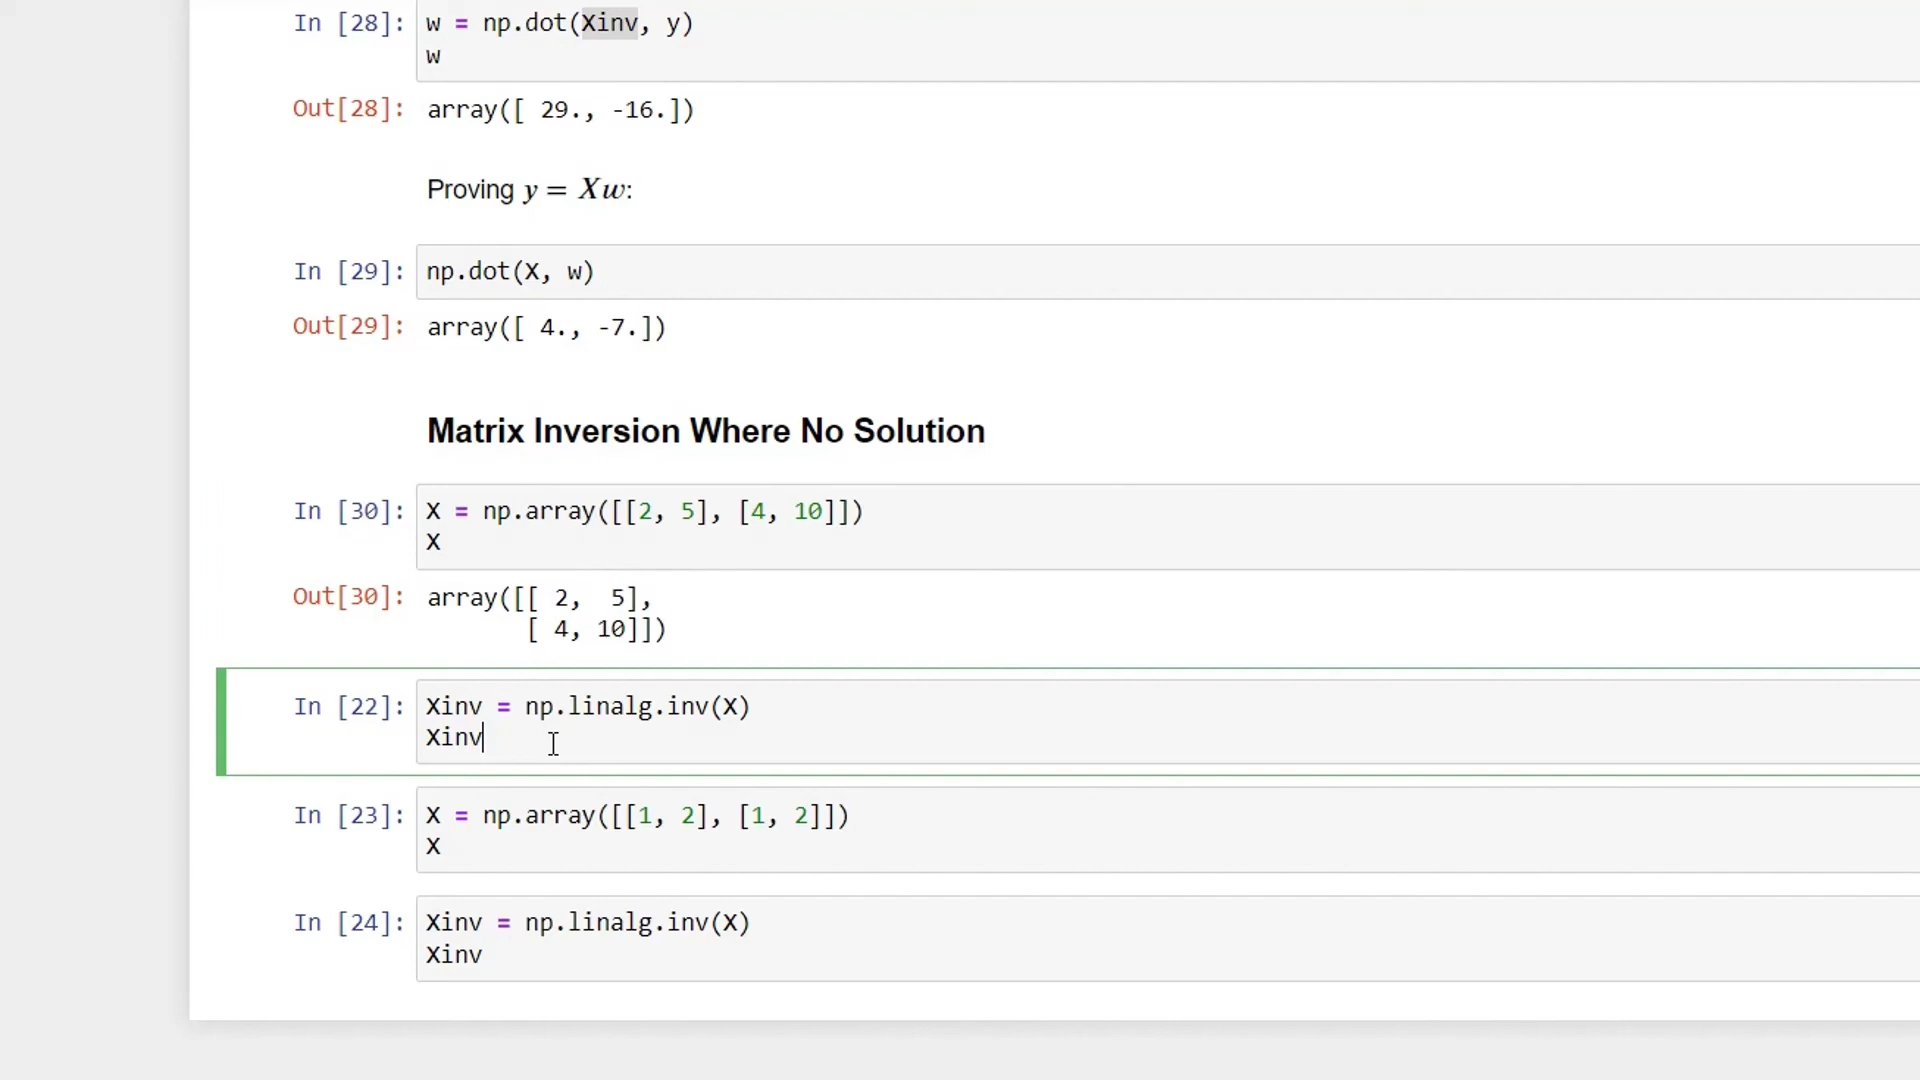 In [28]: w = np.dot(Xinv, y)
w
Out[28]: array([ 29., -16.])
Proving y = Xw:
In [29]: np.dot(X, w)
Out[29]: array([ 4., -7.])
Matrix Inversion Where No Solution
In [30]: X = np.array([[2, 5], [4, 10]])
X
Out[30]: array([[ 2,  5],
[ 4, 10]])
In [22]: Xinv = np.linalg.inv(X)
Xinv
In [23]: X = np.array([[1, 2], [1, 2]])
X
In [24]: Xinv = np.linalg.inv(X)
Xinv